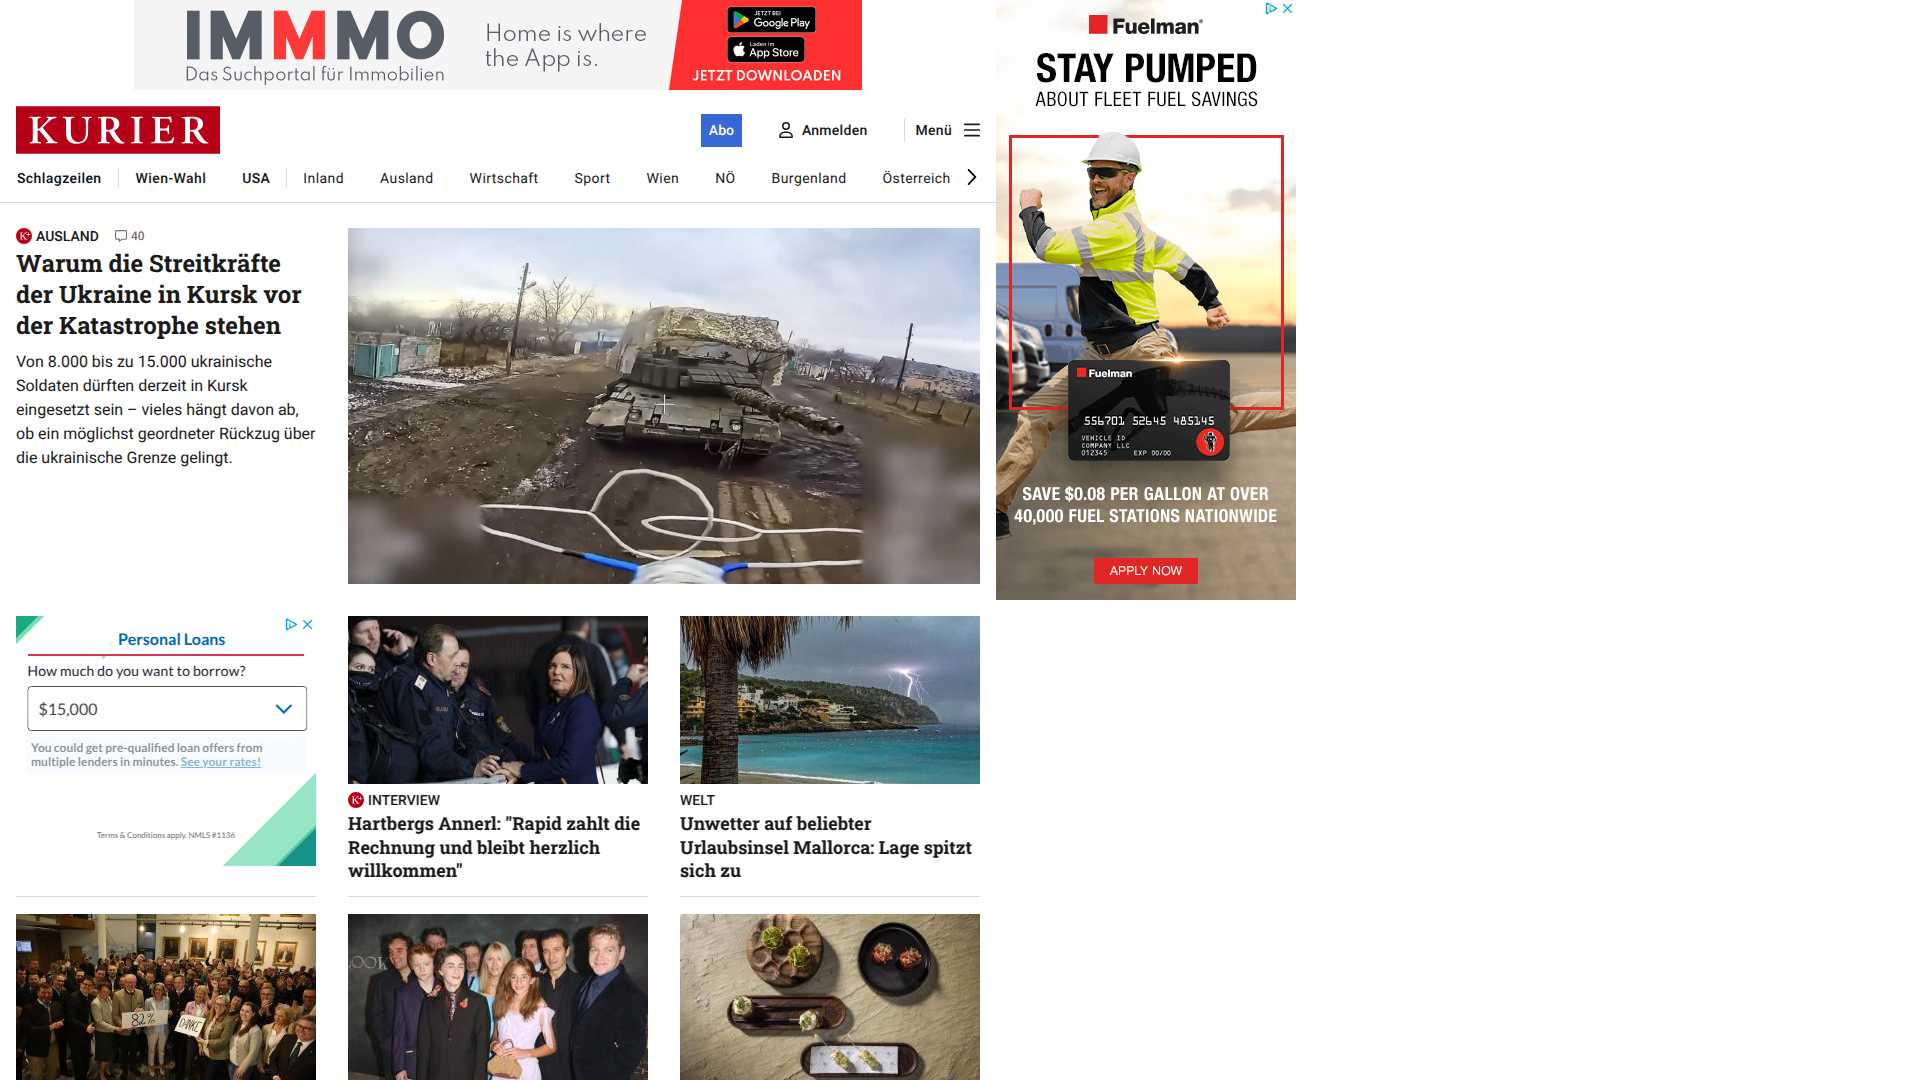 IMMMO
Das Suchportal für Immobilien
Home is where
the App is.
JETZT BEI
Google Play
Laden im
App Store
JETZT DOWNLOADEN
KURIER
Abo
Anmelden
Menü
Schlagzeilen
Wien-Wahl
USA
Inland
Ausland
Wirtschaft
Sport
Wien
NÖ
Burgenland
Österreich
K+ AUSLAND 40
Warum die Streitkräfte
der Ukraine in Kursk vor
der Katastrophe stehen
Von 8.000 bis zu 15.000 ukrainische
Soldaten dürften derzeit in Kursk
eingesetzt sein – vieles hängt davon ab,
ob ein möglichst geordneter Rückzug über
die ukrainische Grenze gelingt.
Fuelman
STAY PUMPED
ABOUT FLEET FUEL SAVINGS
Fuelman
556701 52645 485145
VEHICLE ID
COMPANY LLC
012345 EXP 00/00
SAVE $0.08 PER GALLON AT OVER
40,000 FUEL STATIONS NATIONWIDE
APPLY NOW
Personal Loans
How much do you want to borrow?
$15,000
You could get pre-qualified loan offers from
multiple lenders in minutes. See your rates!
Terms & Conditions apply. NMLS #1136
K+ INTERVIEW
Hartbergs Annerl: "Rapid zahlt die
Rechnung und bleibt herzlich
willkommen"
WELT
Unwetter auf beliebter
Urlaubsinsel Mallorca: Lage spitzt
sich zu
82%
DANKE